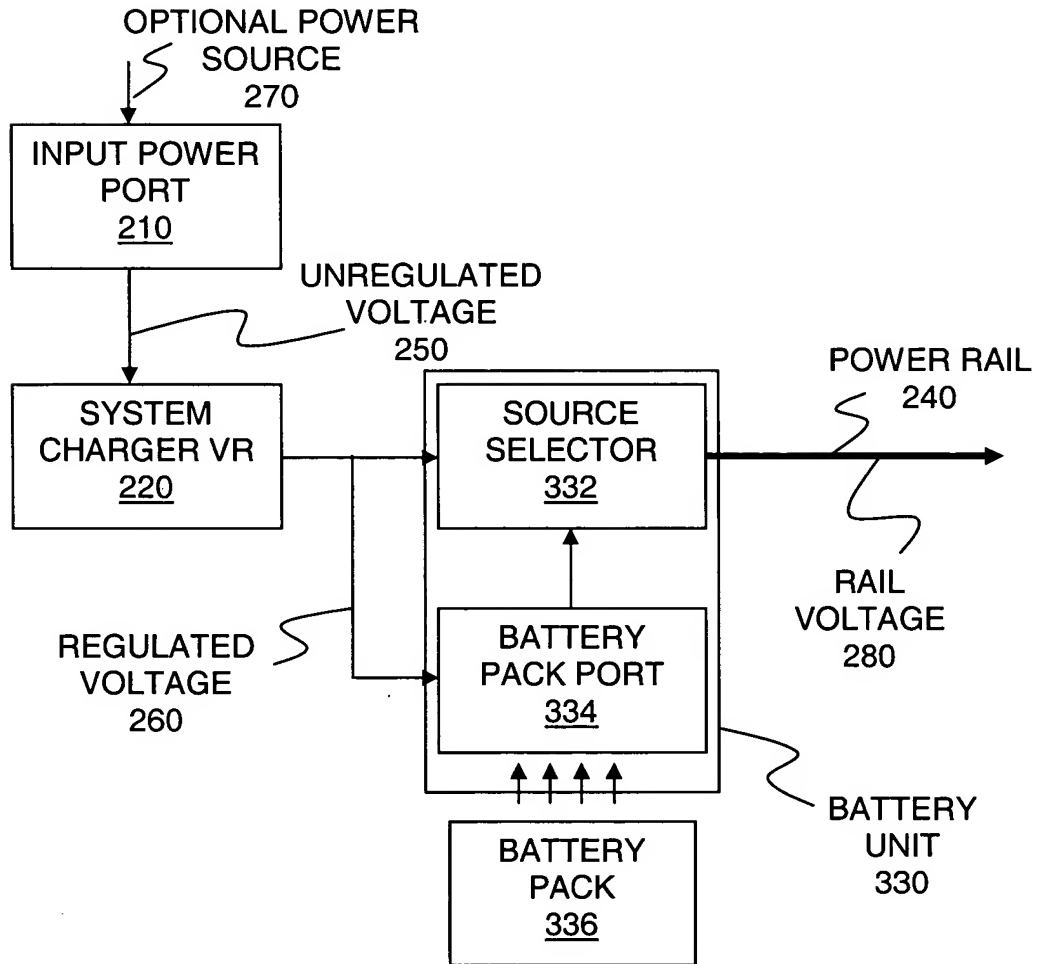 OPTIONAL POWER
SOURCE
270
INPUT POWER
PORT
210
UNREGULATED
VOLTAGE
250
SYSTEM
CHARGER VR
220
SOURCE
SELECTOR
332
POWER RAIL
240
REGULATED
VOLTAGE
260
BATTERY
PACK PORT
334
RAIL
VOLTAGE
280
BATTERY
PACK
336
BATTERY
UNIT
330